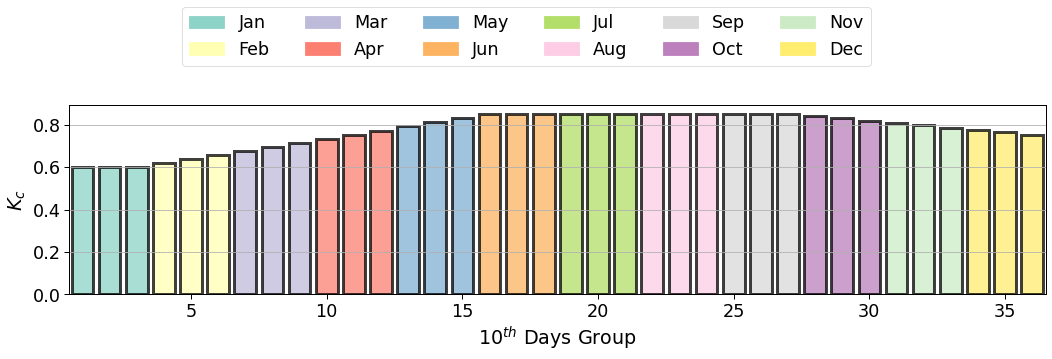 Jan Mar May Jul Sep Nov
Feb Apr Jun Aug Oct Dec
0.8
0.6
0.4
0.2
0.0
K_c
5 10 15 20 25 30 35
10^th Days Group